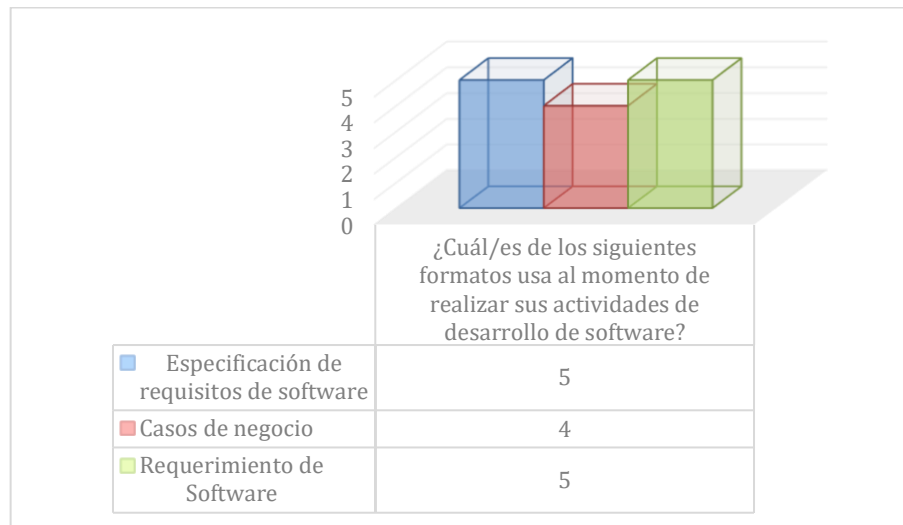 5
4
3
2
1
0
¿Cuál/es de los siguientes
formatos usa al momento de
realizar sus actividades de
desarrollo de software?
Especificación de
requisitos de software
5
Casos de negocio
4
Requerimiento de
Software
5